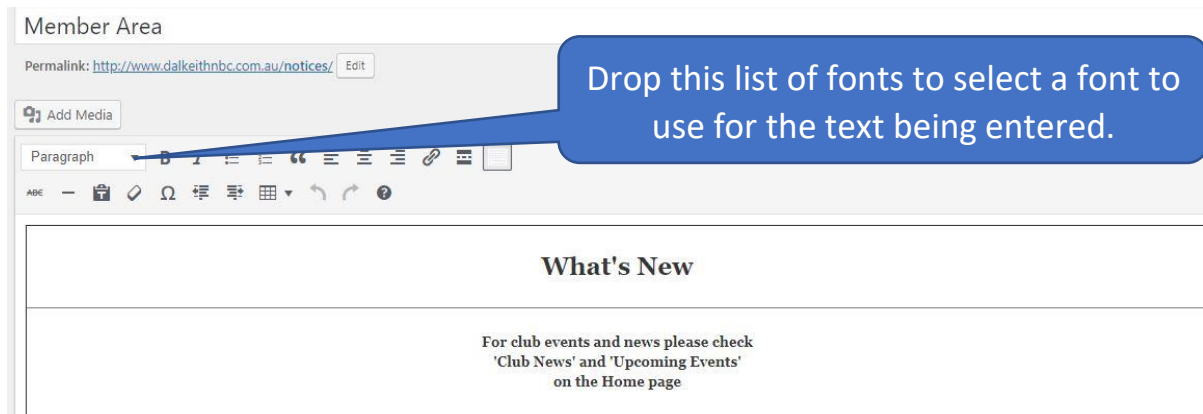 Member Area
Permalink: http://www.dalkeithnbc.com.au/notices/ Edit
Drop this list of fonts to select a font to
use for the text being entered.
Add Media
Paragraph
B I
ABC
What's New
For club events and news please check
'Club News' and 'Upcoming Events'
on the Home page